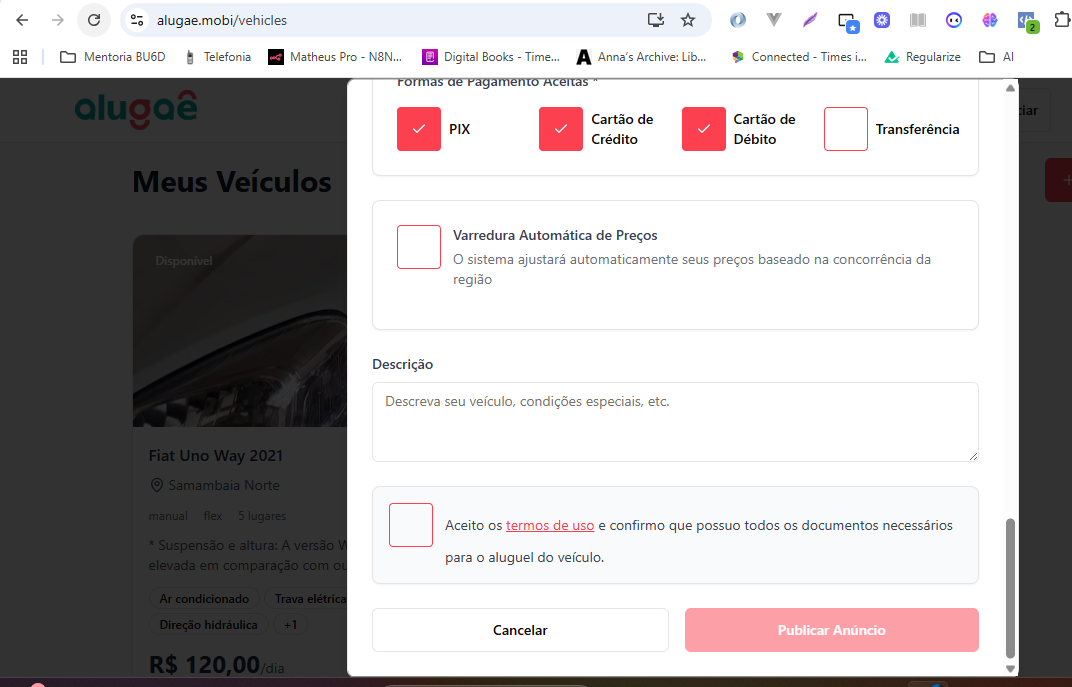 alugae.mobi/vehicles
2
Mentoria BU6D
Telefonia
Matheus Pro - N8N...
Digital Books - Time...
Anna's Archive: Lib...
Connected - Times i...
Regularize
AI
alugaê
ciar
Meus Veículos
Disponível
Fiat Uno Way 2021
Samambaia Norte
manual flex 5 lugares
* Suspensão e altura: A versão W
elevada em comparação com ou
Ar condicionado Trava elétrica
Direção hidráulica +1
R$ 120,00/dia
Formas de Pagamento Aceitas *
PIX
Cartão de
Crédito
Cartão de
Débito
Transferência
Varredura Automática de Preços
O sistema ajustará automaticamente seus preços baseado na concorrência da
região
Descrição
Descreva seu veículo, condições especiais, etc.
Aceito os termos de uso e confirmo que possuo todos os documentos necessários
para o aluguel do veículo.
Cancelar
Publicar Anúncio